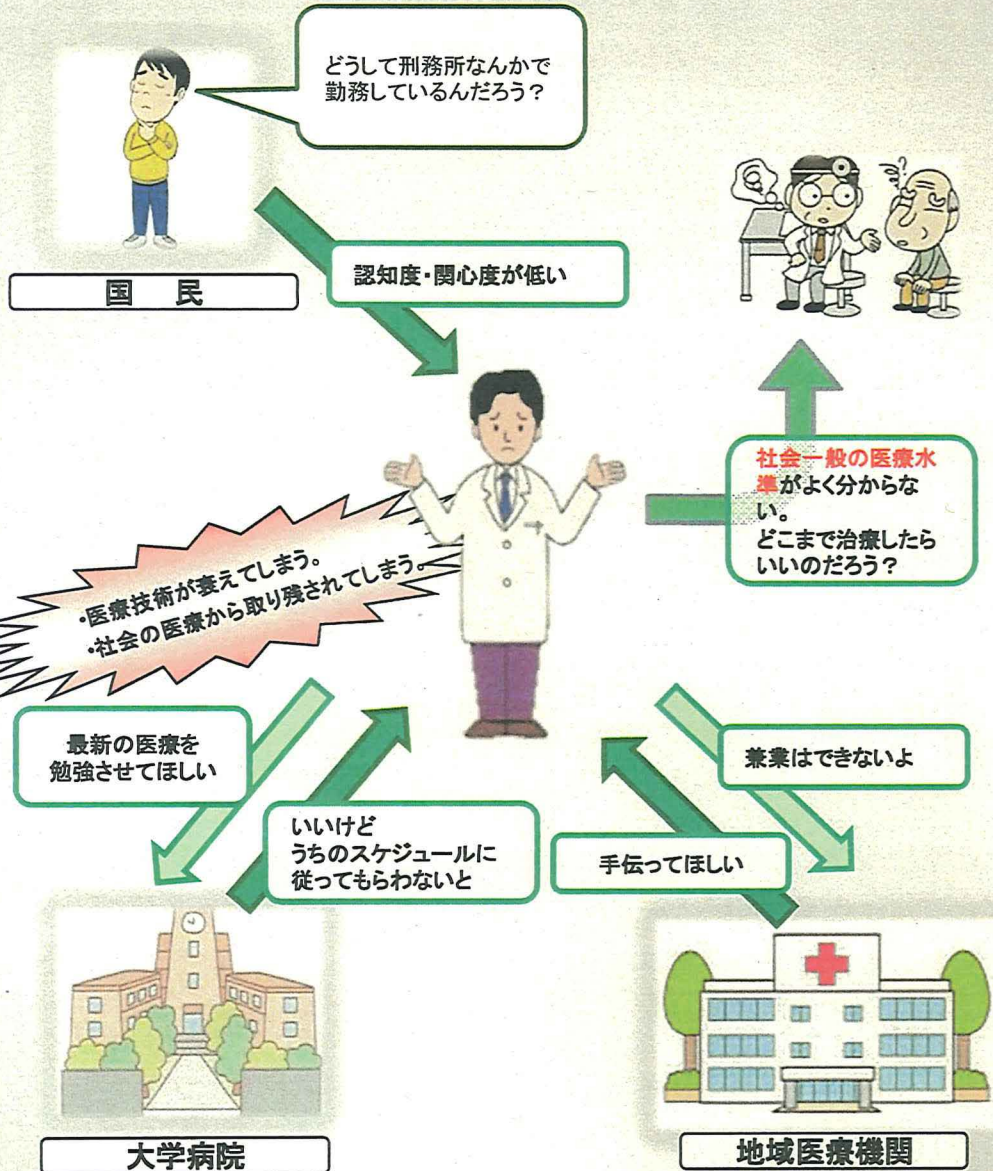 どうして刑務所なんかで
勤務しているんだろう？
認知度・関心度が低い
国　民
社会一般の医療水
準がよく分からな
い。
どこまで治療したら
いいのだろう？
・医療技術が衰えてしまう。
・社会の医療から取り残されてしまう。
最新の医療を
勉強させてほしい
兼業はできないよ
いいけど
うちのスケジュールに
従ってもらわないと
手伝ってほしい
大学病院
地域医療機関